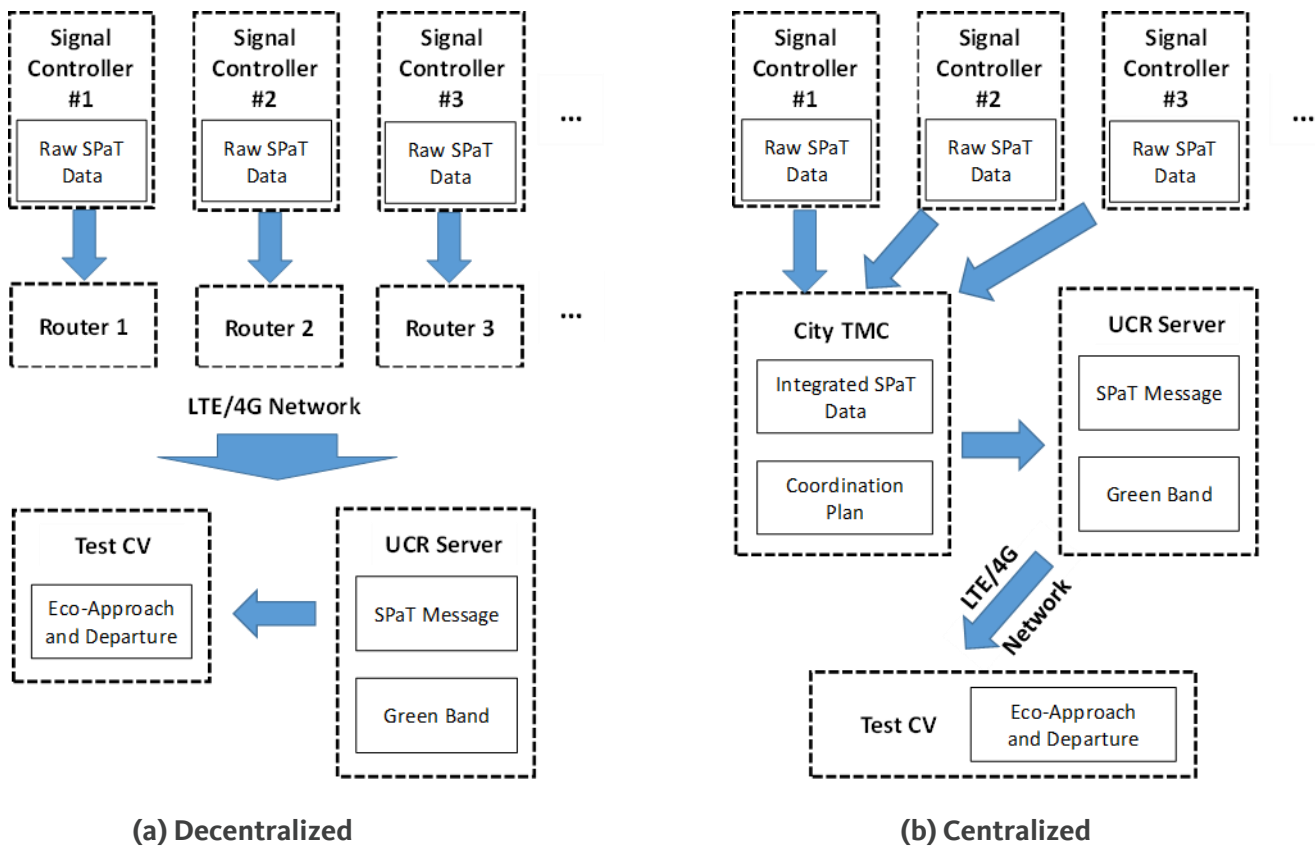 Signal
Controller
#1
Raw SPaT
Data
Signal
Controller
#2
Raw SPaT
Data
Signal
Controller
#3
Raw SPaT
Data
...
Router 1
Router 2
Router 3
...
LTE/4G Network
Test CV
Eco-Approach
and Departure
UCR Server
SPaT Message
Green Band
(a) Decentralized
Signal
Controller
#1
Raw SPaT
Data
Signal
Controller
#2
Raw SPaT
Data
Signal
Controller
#3
Raw SPaT
Data
...
City TMC
Integrated SPaT
Data
Coordination
Plan
UCR Server
SPaT Message
Green Band
LTE/4G
Network
Test CV
Eco-Approach
and Departure
(b) Centralized